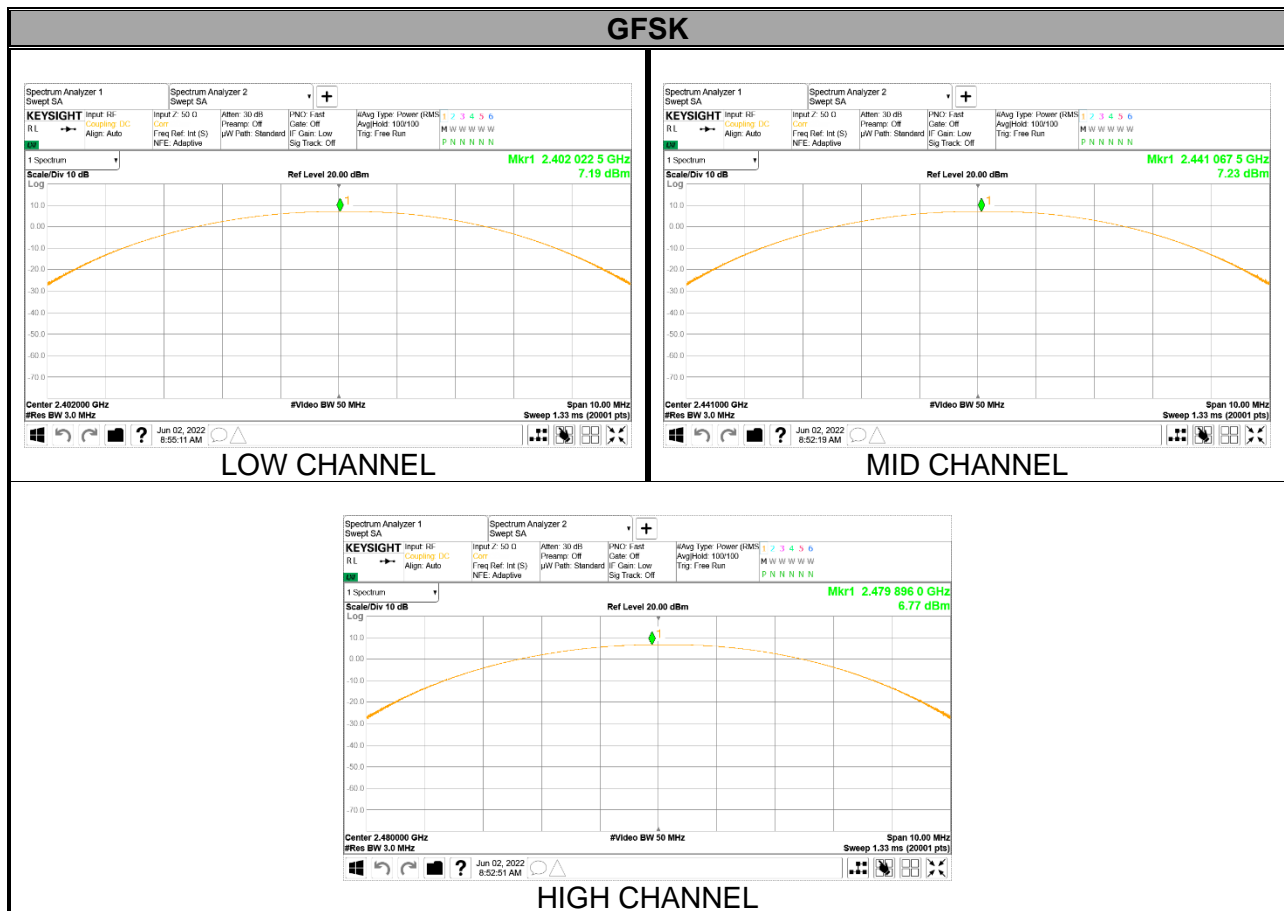 GFSK
Spectrum Analyzer 1
Swept SA
Spectrum Analyzer 2
Swept SA
+
KEYSIGHT
RL
Input: RF
Coupling: DC
Align: Auto
Input Z: 50 Ω
Corr
Freq Ref: Int (S)
NFE: Adaptive
Atten: 30 dB
Preamp: Off
µW Path: Standard
PNO: Fast
Gate: Off
IF Gain: Low
Sig Track: Off
#Avg Type: Power (RMS
Avg|Hold: 100/100
Trig: Free Run
1 2 3 4 5 6
M W W W W W
P N N N N N
1 Spectrum
Mkr1 2.402 022 5 GHz
Scale/Div 10 dB
Ref Level 20.00 dBm
7.19 dBm
Log
1
10.0
0.00
-10.0
-20.0
-30.0
-40.0
-50.0
-60.0
-70.0
Center 2.402000 GHz
#Video BW 50 MHz
Span 10.00 MHz
#Res BW 3.0 MHz
Sweep 1.33 ms (20001 pts)
?
Jun 02, 2022
8:55:11 AM
LOW CHANNEL
Spectrum Analyzer 1
Swept SA
Spectrum Analyzer 2
Swept SA
+
KEYSIGHT
RL
Input: RF
Coupling: DC
Align: Auto
Input Z: 50 Ω
Corr
Freq Ref: Int (S)
NFE: Adaptive
Atten: 30 dB
Preamp: Off
µW Path: Standard
PNO: Fast
Gate: Off
IF Gain: Low
Sig Track: Off
#Avg Type: Power (RMS
Avg|Hold: 100/100
Trig: Free Run
1 2 3 4 5 6
M W W W W W
P N N N N N
1 Spectrum
Mkr1 2.441 067 5 GHz
Scale/Div 10 dB
Ref Level 20.00 dBm
7.23 dBm
Log
1
10.0
0.00
-10.0
-20.0
-30.0
-40.0
-50.0
-60.0
-70.0
Center 2.441000 GHz
#Video BW 50 MHz
Span 10.00 MHz
#Res BW 3.0 MHz
Sweep 1.33 ms (20001 pts)
?
Jun 02, 2022
8:52:19 AM
MID CHANNEL
Spectrum Analyzer 1
Swept SA
Spectrum Analyzer 2
Swept SA
+
KEYSIGHT
RL
Input: RF
Coupling: DC
Align: Auto
Input Z: 50 Ω
Corr
Freq Ref: Int (S)
NFE: Adaptive
Atten: 30 dB
Preamp: Off
µW Path: Standard
PNO: Fast
Gate: Off
IF Gain: Low
Sig Track: Off
#Avg Type: Power (RMS
Avg|Hold: 100/100
Trig: Free Run
1 2 3 4 5 6
M W W W W W
P N N N N N
1 Spectrum
Mkr1 2.479 896 0 GHz
Scale/Div 10 dB
Ref Level 20.00 dBm
6.77 dBm
Log
1
10.0
0.00
-10.0
-20.0
-30.0
-40.0
-50.0
-60.0
-70.0
Center 2.480000 GHz
#Video BW 50 MHz
Span 10.00 MHz
#Res BW 3.0 MHz
Sweep 1.33 ms (20001 pts)
?
Jun 02, 2022
8:52:51 AM
HIGH CHANNEL